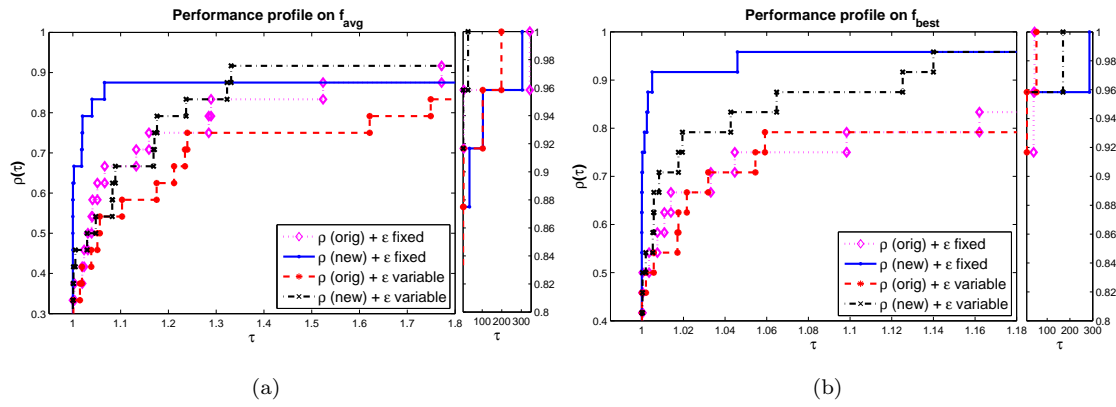 Performance profile on f_avg
1
0.9
0.8
0.7
0.6
0.5
0.4
0.3
ρ(τ)
1 1.1 1.2 1.3 1.4 1.5 1.6 1.7 1.8
τ
ρ (orig) + ε fixed
ρ (new) + ε fixed
ρ (orig) + ε variable
ρ (new) + ε variable
1
0.98
0.96
0.94
0.92
0.9
0.88
0.86
0.84
0.82
0.8
100 200 300
τ
(a)
Performance profile on f_best
1
0.9
0.8
0.7
0.6
0.5
0.4
ρ(τ)
1 1.02 1.04 1.06 1.08 1.1 1.12 1.14 1.16 1.18
τ
ρ (orig) + ε fixed
ρ (new) + ε fixed
ρ (orig) + ε variable
ρ (new) + ε variable
1
0.98
0.96
0.94
0.92
0.9
0.88
0.86
0.84
0.82
0.8
100 200 300
τ
(b)